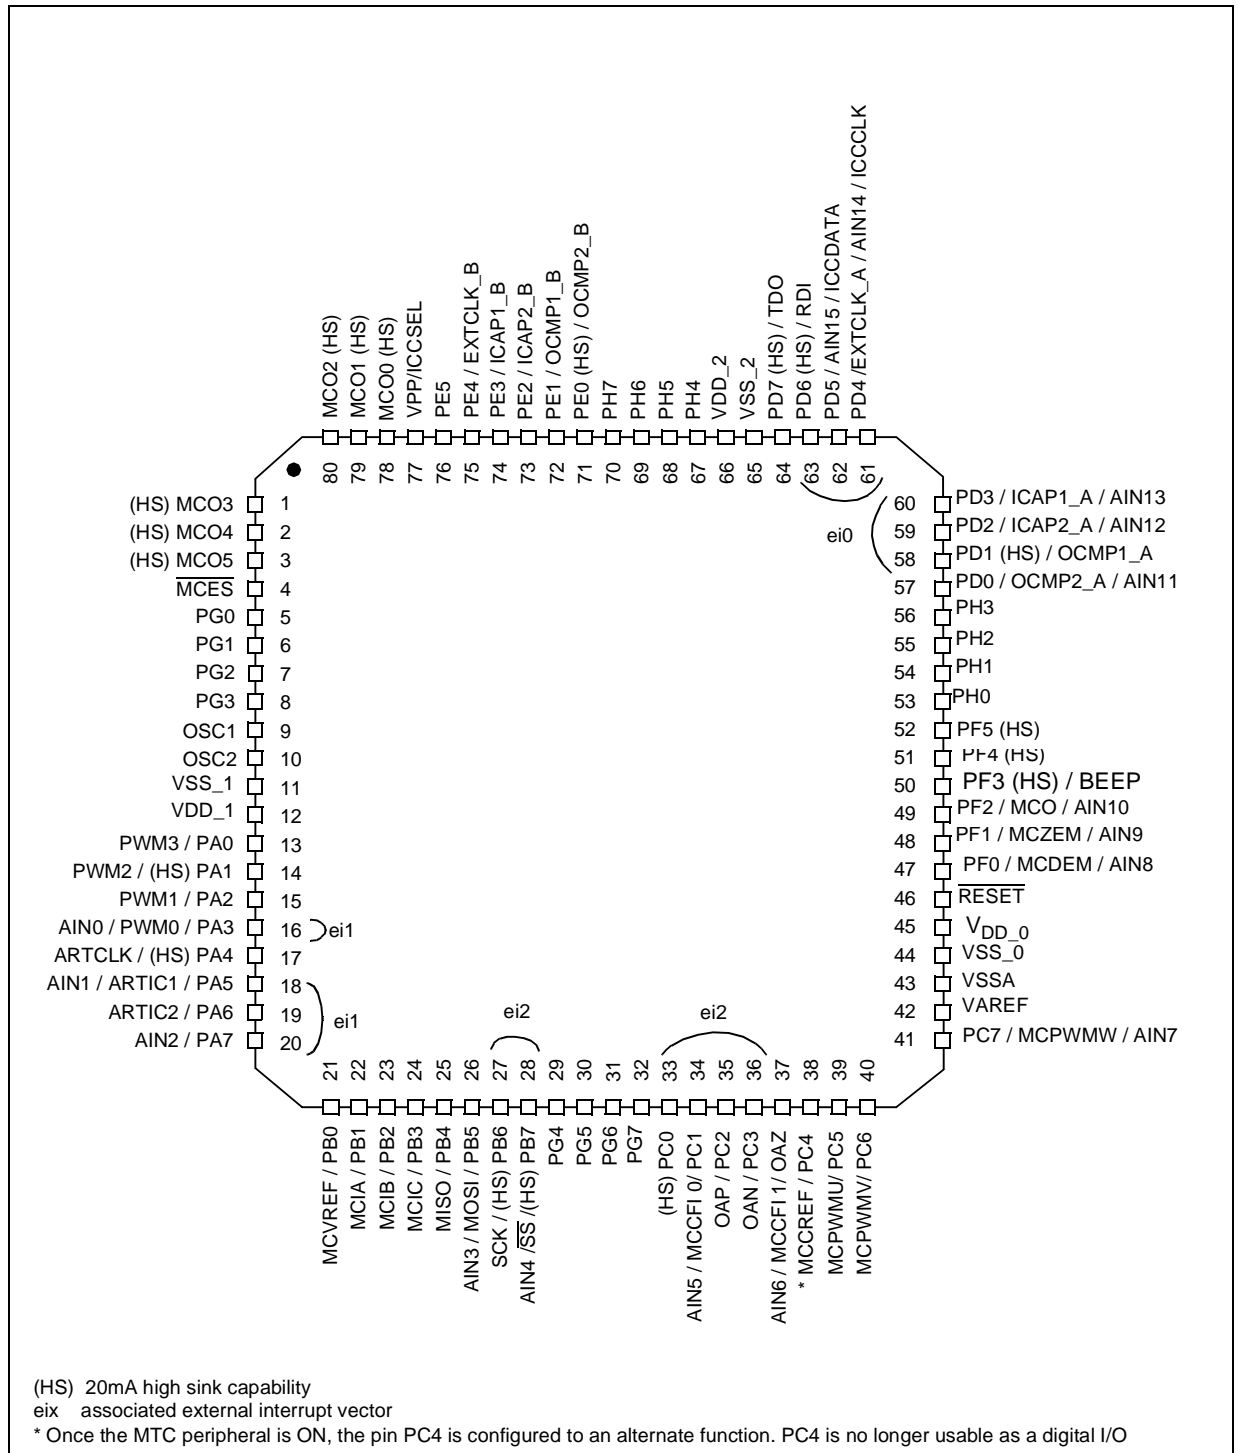 MCO2 (HS)
MCO1 (HS)
MCO0 (HS)
VPP/ICCSEL
PE5
PE4 / EXTCLK_B
PE3 / ICAP1_B
PE2 / ICAP2_B
PE1 / OCMP1_B
PE0 (HS) / OCMP2_B
PH7
PH6
PH5
PH4
VDD_2
VSS_2
PD7 (HS) / TDO
PD6 (HS) / RDI
PD5 / AIN15 / ICCDATA
PD4 /EXTCLK_A / AIN14 / ICCCLK
80
79
78
77
76
75
74
73
72
71
70
69
68
67
66
65
64
63
62
61
(HS) MCO3 1
(HS) MCO4 2
(HS) MCO5 3
MCES 4
PG0 5
PG1 6
PG2 7
PG3 8
OSC1 9
OSC2 10
VSS_1 11
VDD_1 12
PWM3 / PA0 13
PWM2 / (HS) PA1 14
PWM1 / PA2 15
AIN0 / PWM0 / PA3 16
ei1
ARTCLK / (HS) PA4 17
AIN1 / ARTIC1 / PA5 18
ARTIC2 / PA6 19
ei1
AIN2 / PA7 20
60 PD3 / ICAP1_A / AIN13
ei0
59 PD2 / ICAP2_A / AIN12
58 PD1 (HS) / OCMP1_A
57 PD0 / OCMP2_A / AIN11
56 PH3
55 PH2
54 PH1
53 PH0
52 PF5 (HS)
51 PF4 (HS)
50 PF3 (HS) / BEEP
49 PF2 / MCO / AIN10
48 PF1 / MCZEM / AIN9
47 PF0 / MCDEM / AIN8
46 RESET
45 VDD_0
44 VSS_0
43 VSSA
42 VAREF
41 PC7 / MCPWMW / AIN7
ei2
ei2
21
22
23
24
25
26
27
28
29
30
31
32
33
34
35
36
37
38
39
40
MCVREF / PB0
MCIA / PB1
MCIB / PB2
MCIC / PB3
MISO / PB4
AIN3 / MOSI / PB5
SCK / (HS) PB6
AIN4 /SS /(HS) PB7
PG4
PG5
PG6
PG7
(HS) PC0
AIN5 / MCCFI 0/ PC1
OAP / PC2
OAN / PC3
AIN6 / MCCFI 1/ OAZ
* MCCREF / PC4
MCPWMU/ PC5
MCPWMV/ PC6
(HS) 20mA high sink capability
eix associated external interrupt vector
* Once the MTC peripheral is ON, the pin PC4 is configured to an alternate function. PC4 is no longer usable as a digital I/O